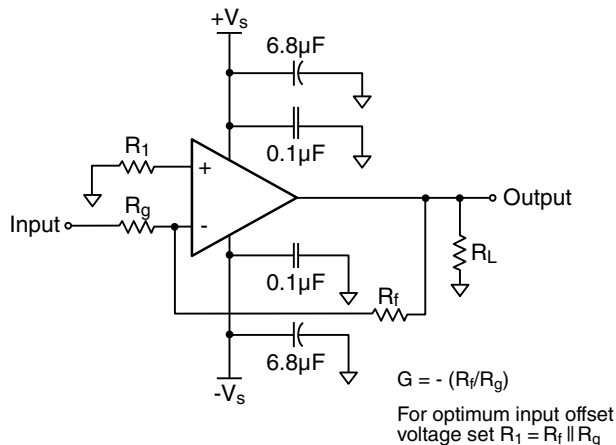 +Vs
6.8µF
0.1µF
R1
+
Rg
Input
-
Output
RL
0.1µF
Rf
6.8µF
-Vs
G = - (Rf/Rg)
For optimum input offset
voltage set R1 = Rf || Rg